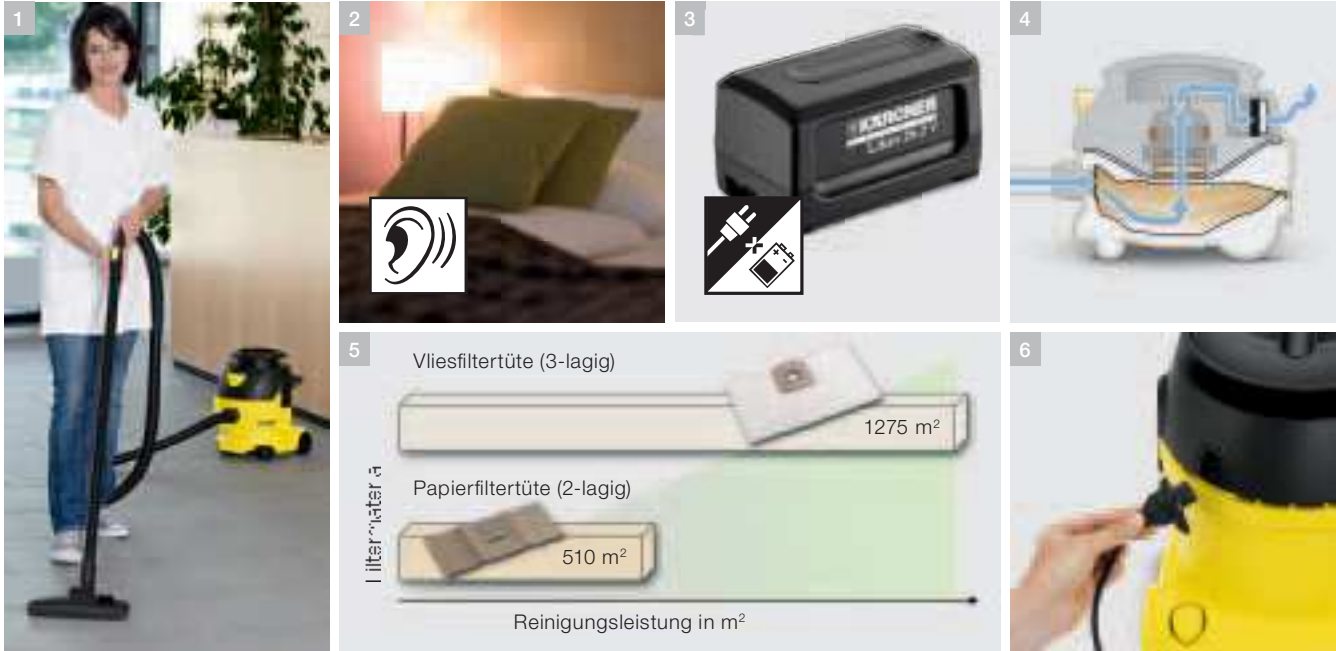 1
2
3
KÄRCHER
4
5
Vliesfiltertüte (3-lagig)
1275 m²
Papierfiltertüte (2-lagig)
510 m²
Reinigungsleistung in m²
6